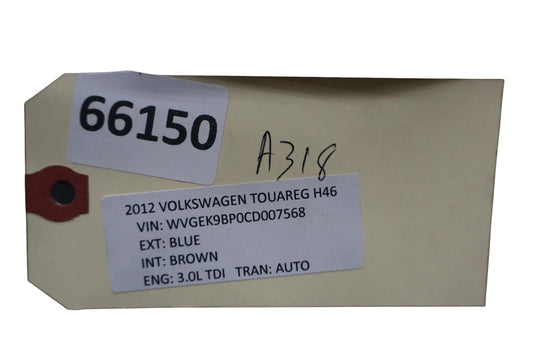 66150
A318
2012 VOLKSWAGEN TOUAREG H46
VIN: WVGEK9BP0CD007568
EXT: BLUE
INT: BROWN
ENG: 3.0L TDI TRAN: AUTO